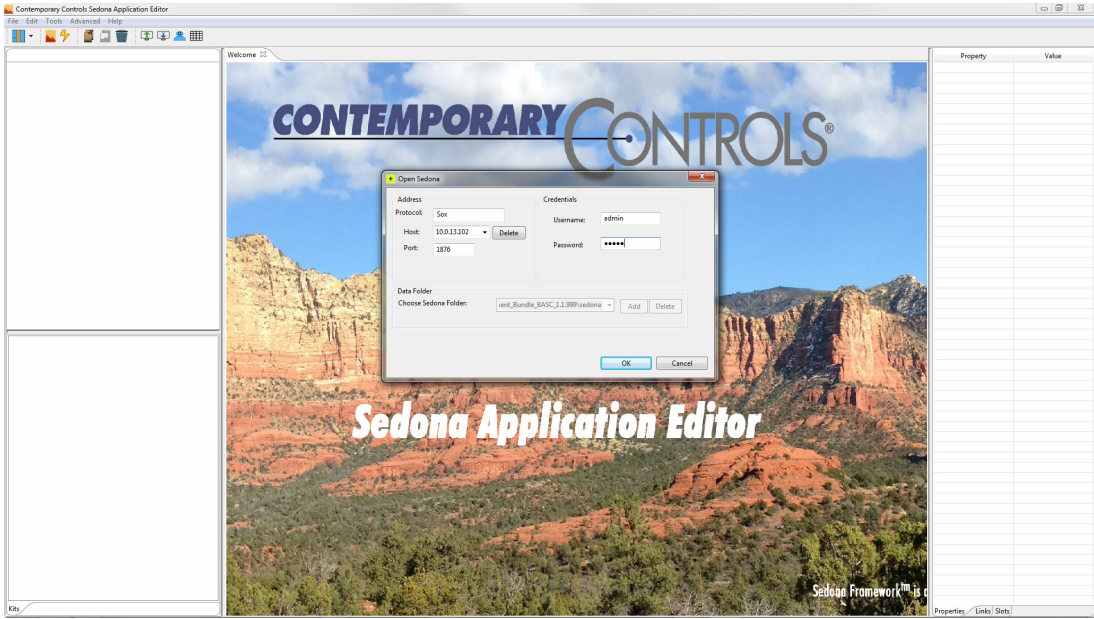 Contemporary Controls Sedona Application Editor
File Edit Tools Advanced Help
Welcome
Property Value
CONTEMPORARY CONTROLS®
Open Sedona
Address
Protocol: Sox
Host: 10.0.13.102 Delete
Port: 1876
Credentials
Username: admin
Password: •••••
Data Folder
Choose Sedona Folder: ient_Bundle_BASC_1.1.999\sedona Add Delete
OK Cancel
Sedona Application Editor
Sedona Framework™ is
Kits
Properties Links Slots